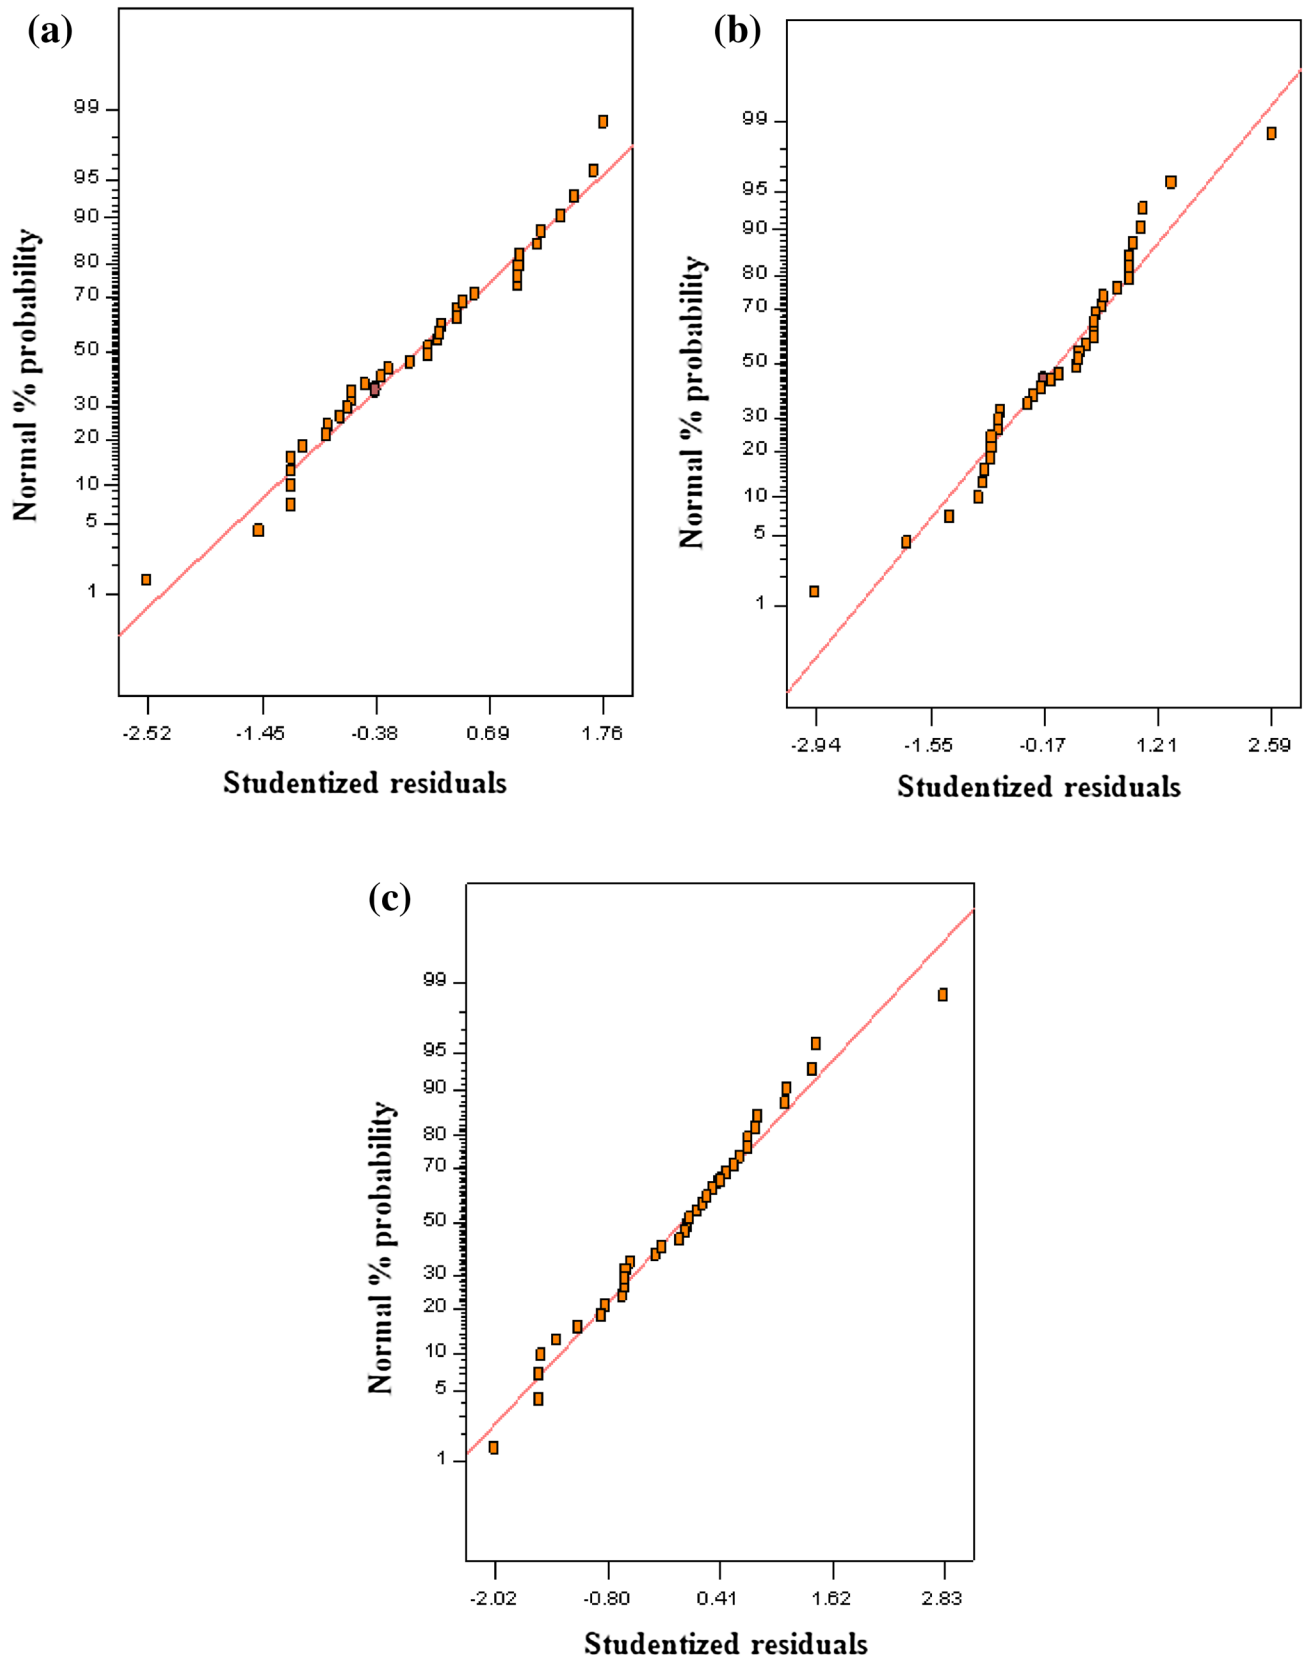 (a)
99
95
90
80
70
50
30
20
10
5
1
Normal % probability
-2.52 -1.45 -0.38 0.69 1.76
Studentized residuals
(b)
99
95
90
80
70
50
30
20
10
5
1
Normal % probability
-2.94 -1.55 -0.17 1.21 2.59
Studentized residuals
(c)
99
95
90
80
70
50
30
20
10
5
1
Normal % probability
-2.02 -0.80 0.41 1.62 2.83
Studentized residuals